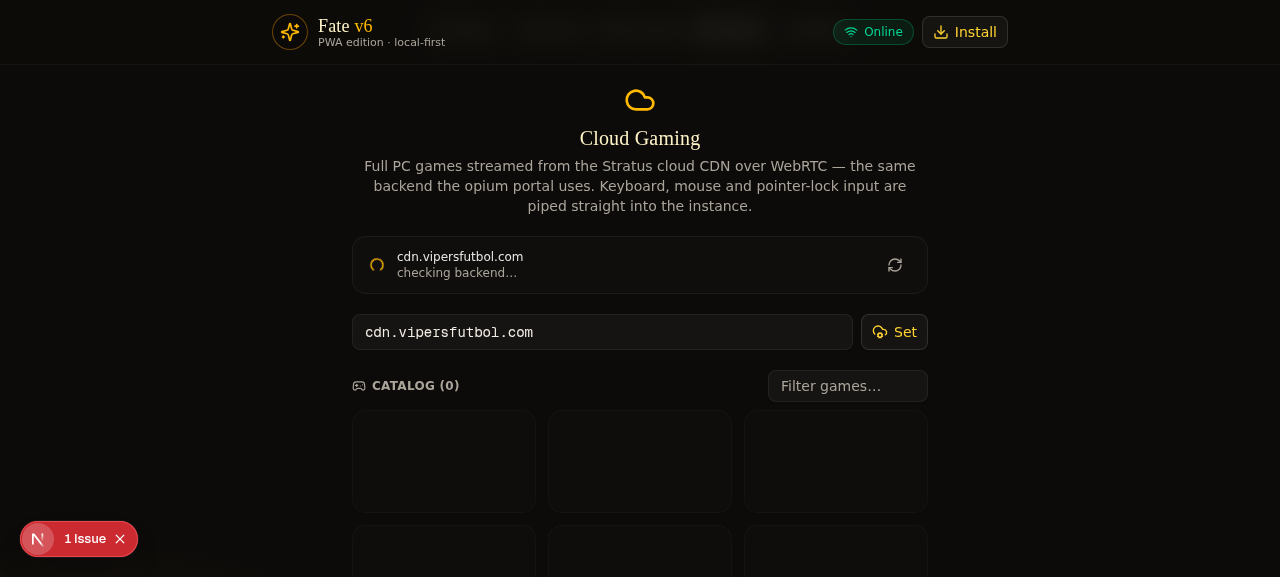 Fate v6
PWA edition · local-first
Online
Install
Cloud Gaming
Full PC games streamed from the Stratus cloud CDN over WebRTC — the same
backend the opium portal uses. Keyboard, mouse and pointer-lock input are
piped straight into the instance.
cdn.vipersfutbol.com
checking backend…
cdn.vipersfutbol.com
Set
CATALOG (0)
Filter games…
N
1 Issue